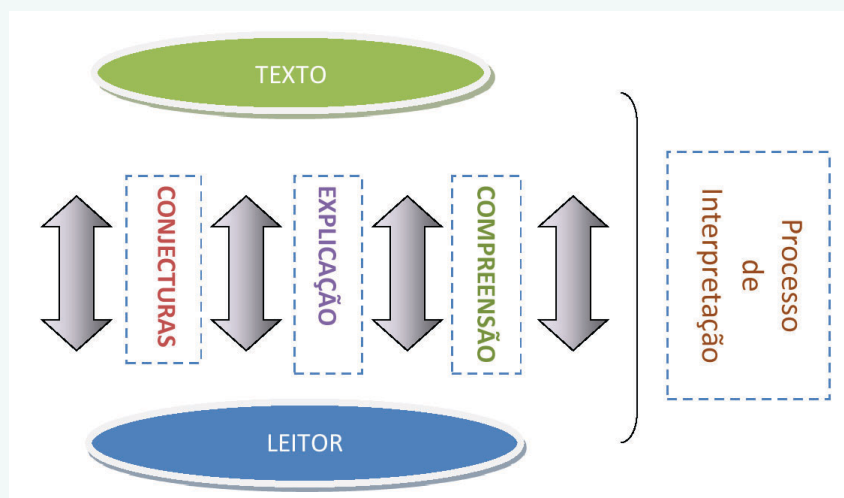 TEXTO
CONJECTURAS
EXPLICAÇÃO
COMPREENSÃO
Processo
de
Interpretação
LEITOR